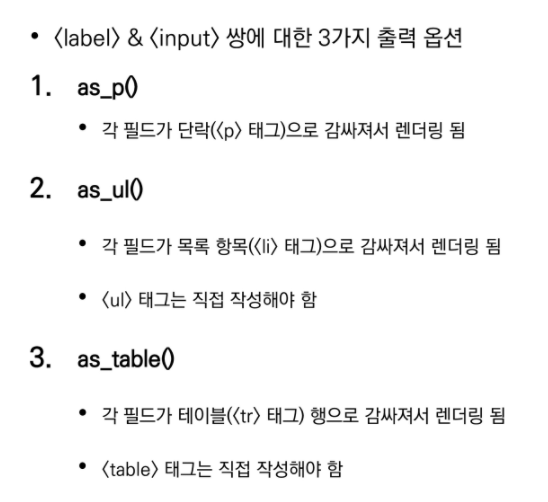 • 〈label〉 & 〈input〉 쌍에 대한 3가지 출력 옵션
1. as_p()
• 각 필드가 단락(〈p〉 태그)으로 감싸져서 렌더링 됨
2. as_ul()
• 각 필드가 목록 항목(〈li〉 태그)으로 감싸져서 렌더링 됨
• 〈ul〉 태그는 직접 작성해야 함
3. as_table()
• 각 필드가 테이블(〈tr〉 태그) 행으로 감싸져서 렌더링 됨
• 〈table〉 태그는 직접 작성해야 함